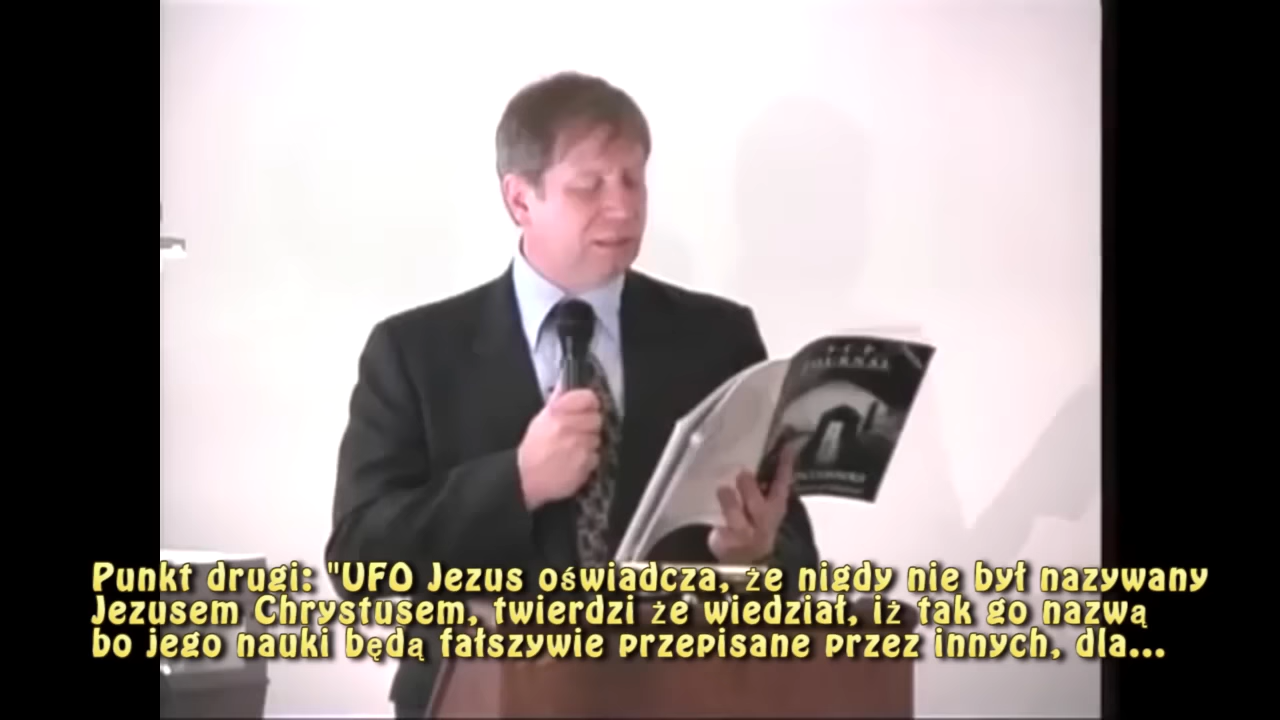 JOURNAL
Punkt drugi: "UFO Jezus oświadcza, że nigdy nie był nazywany
Jezusem Chrystusem, twierdzi że wiedział, iż tak go nazwą
bo jego nauki będą fałszywie przepisane przez innych, dla...